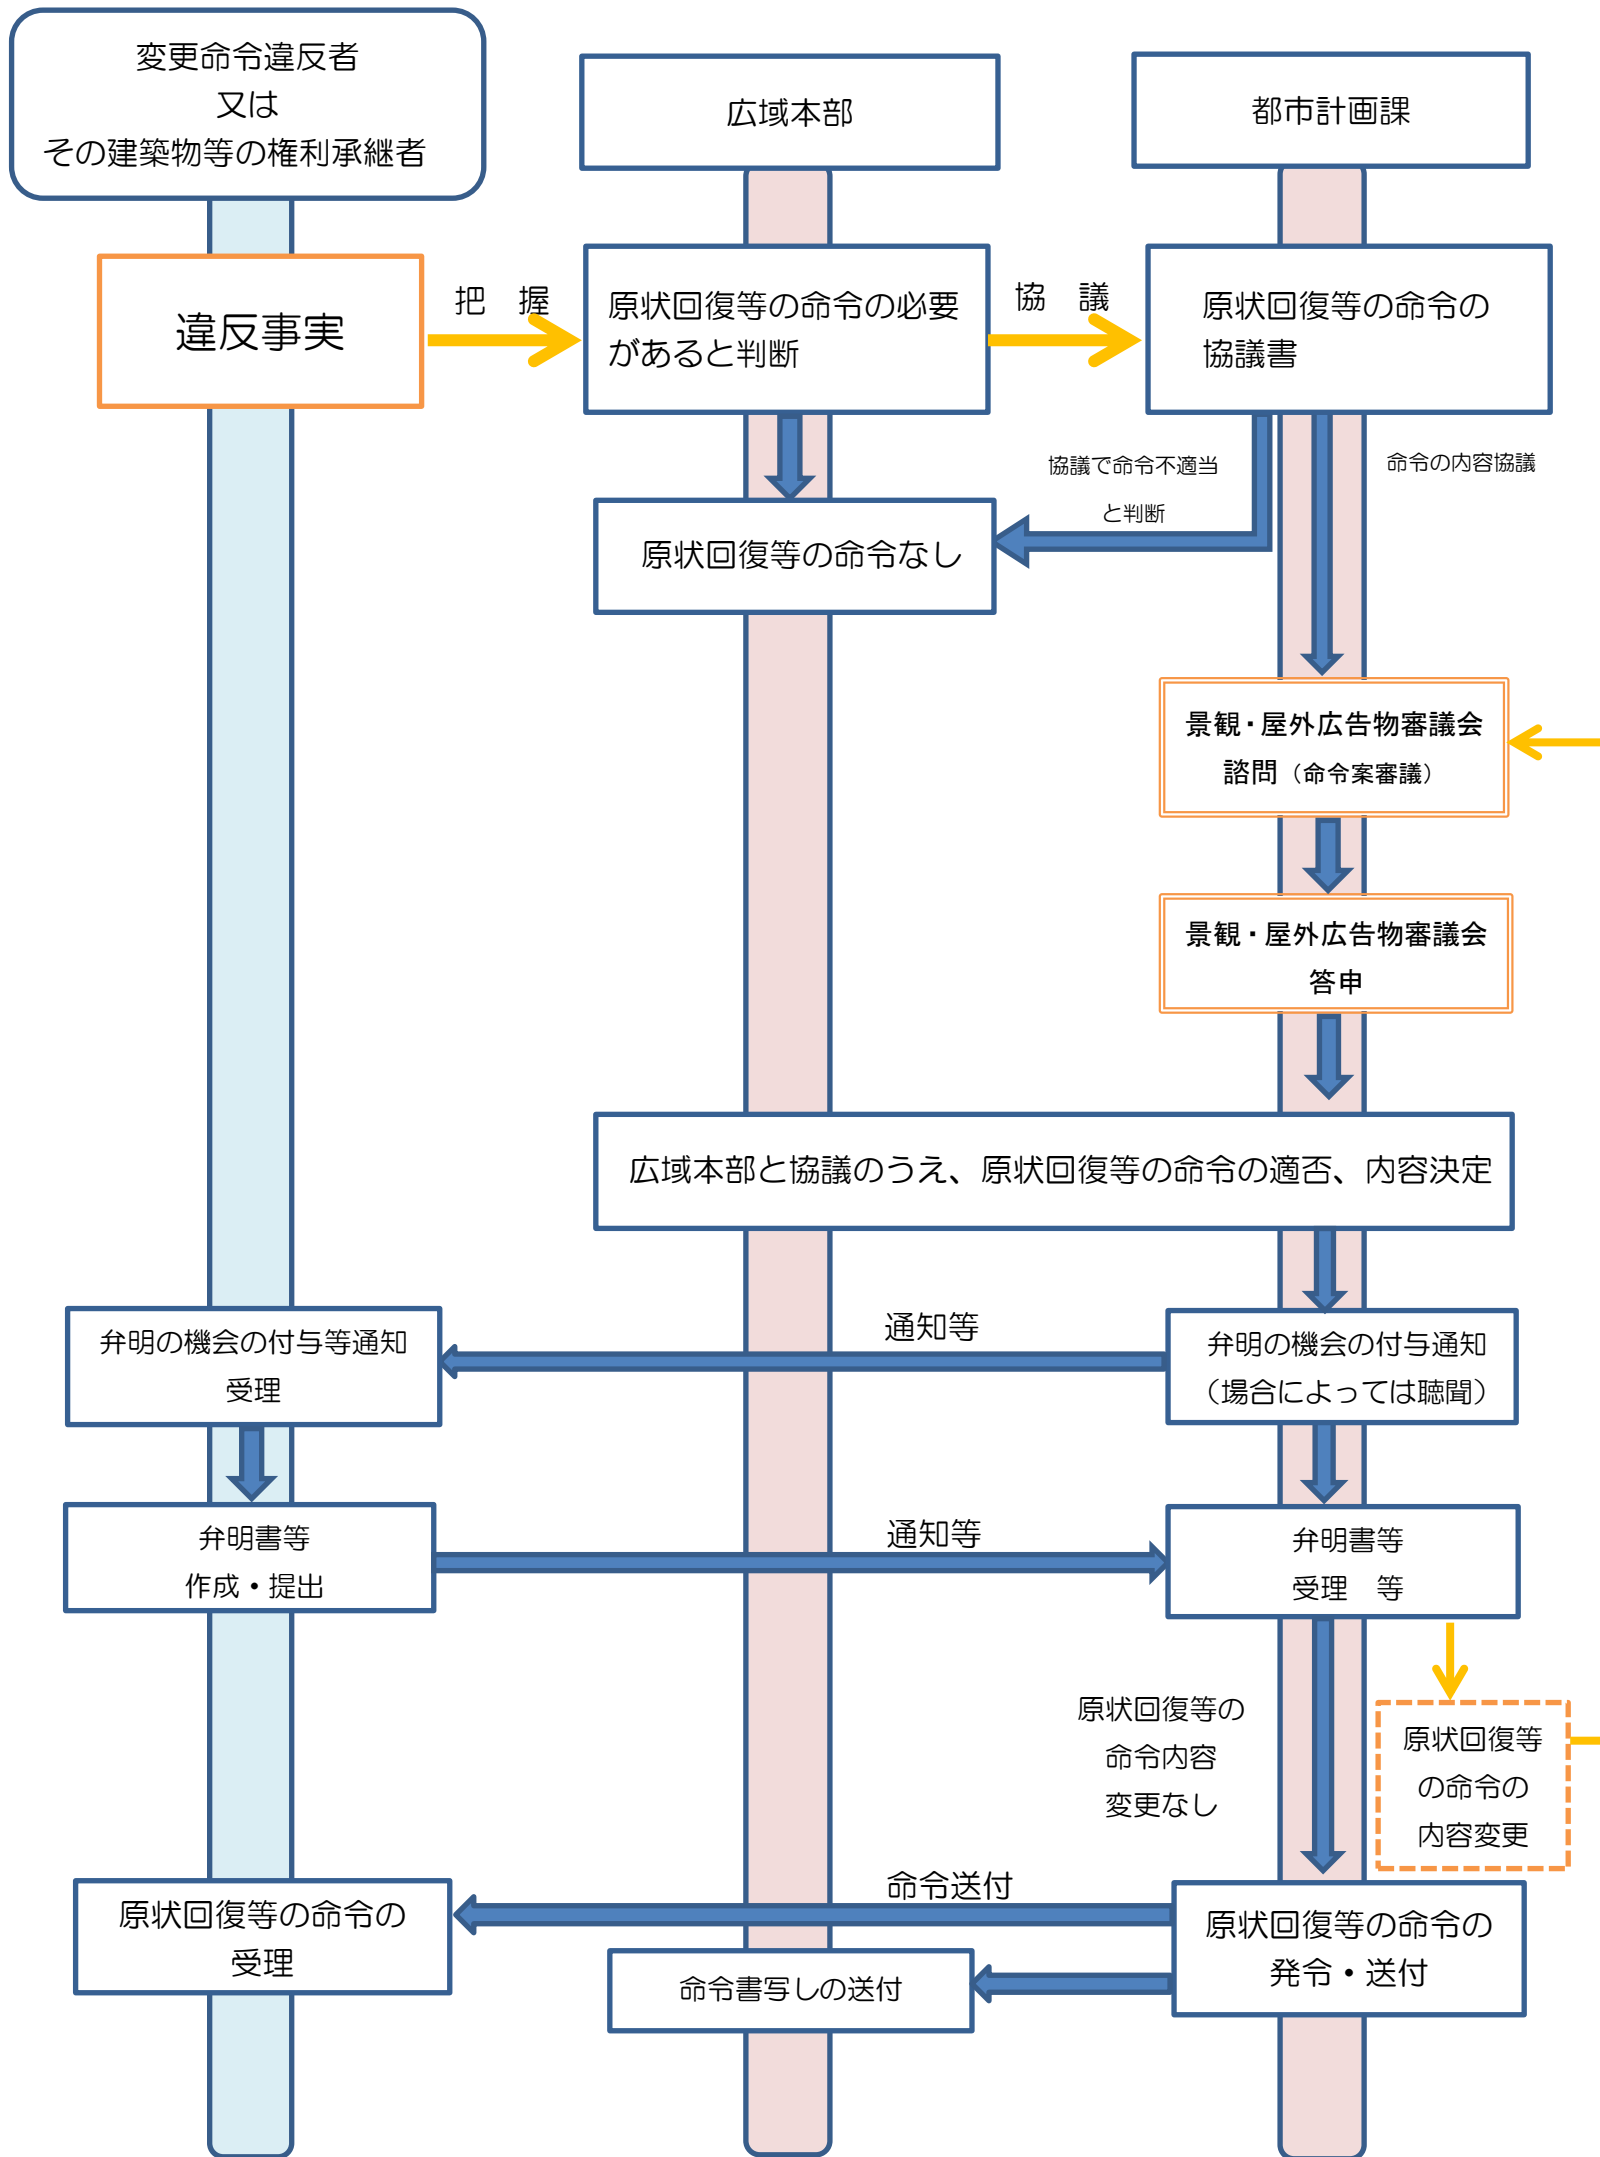 変更命令違反者
又は
その建築物等の権利承継者
広域本部
都市計画課
違反事実
把　握
原状回復等の命令の必要
があると判断
協　議
原状回復等の命令の
協議書
協議で命令不適当
と判断
命令の内容協議
原状回復等の命令なし
景観・屋外広告物審議会
諮問（命令案審議）
景観・屋外広告物審議会
答申
広域本部と協議のうえ、原状回復等の命令の適否、内容決定
弁明の機会の付与等通知
受理
通知等
弁明の機会の付与通知
（場合によっては聴聞）
弁明書等
作成・提出
通知等
弁明書等
受理　等
原状回復等の
命令内容
変更なし
原状回復等
の命令の
内容変更
原状回復等の命令の
受理
命令送付
原状回復等の命令の
発令・送付
命令書写しの送付